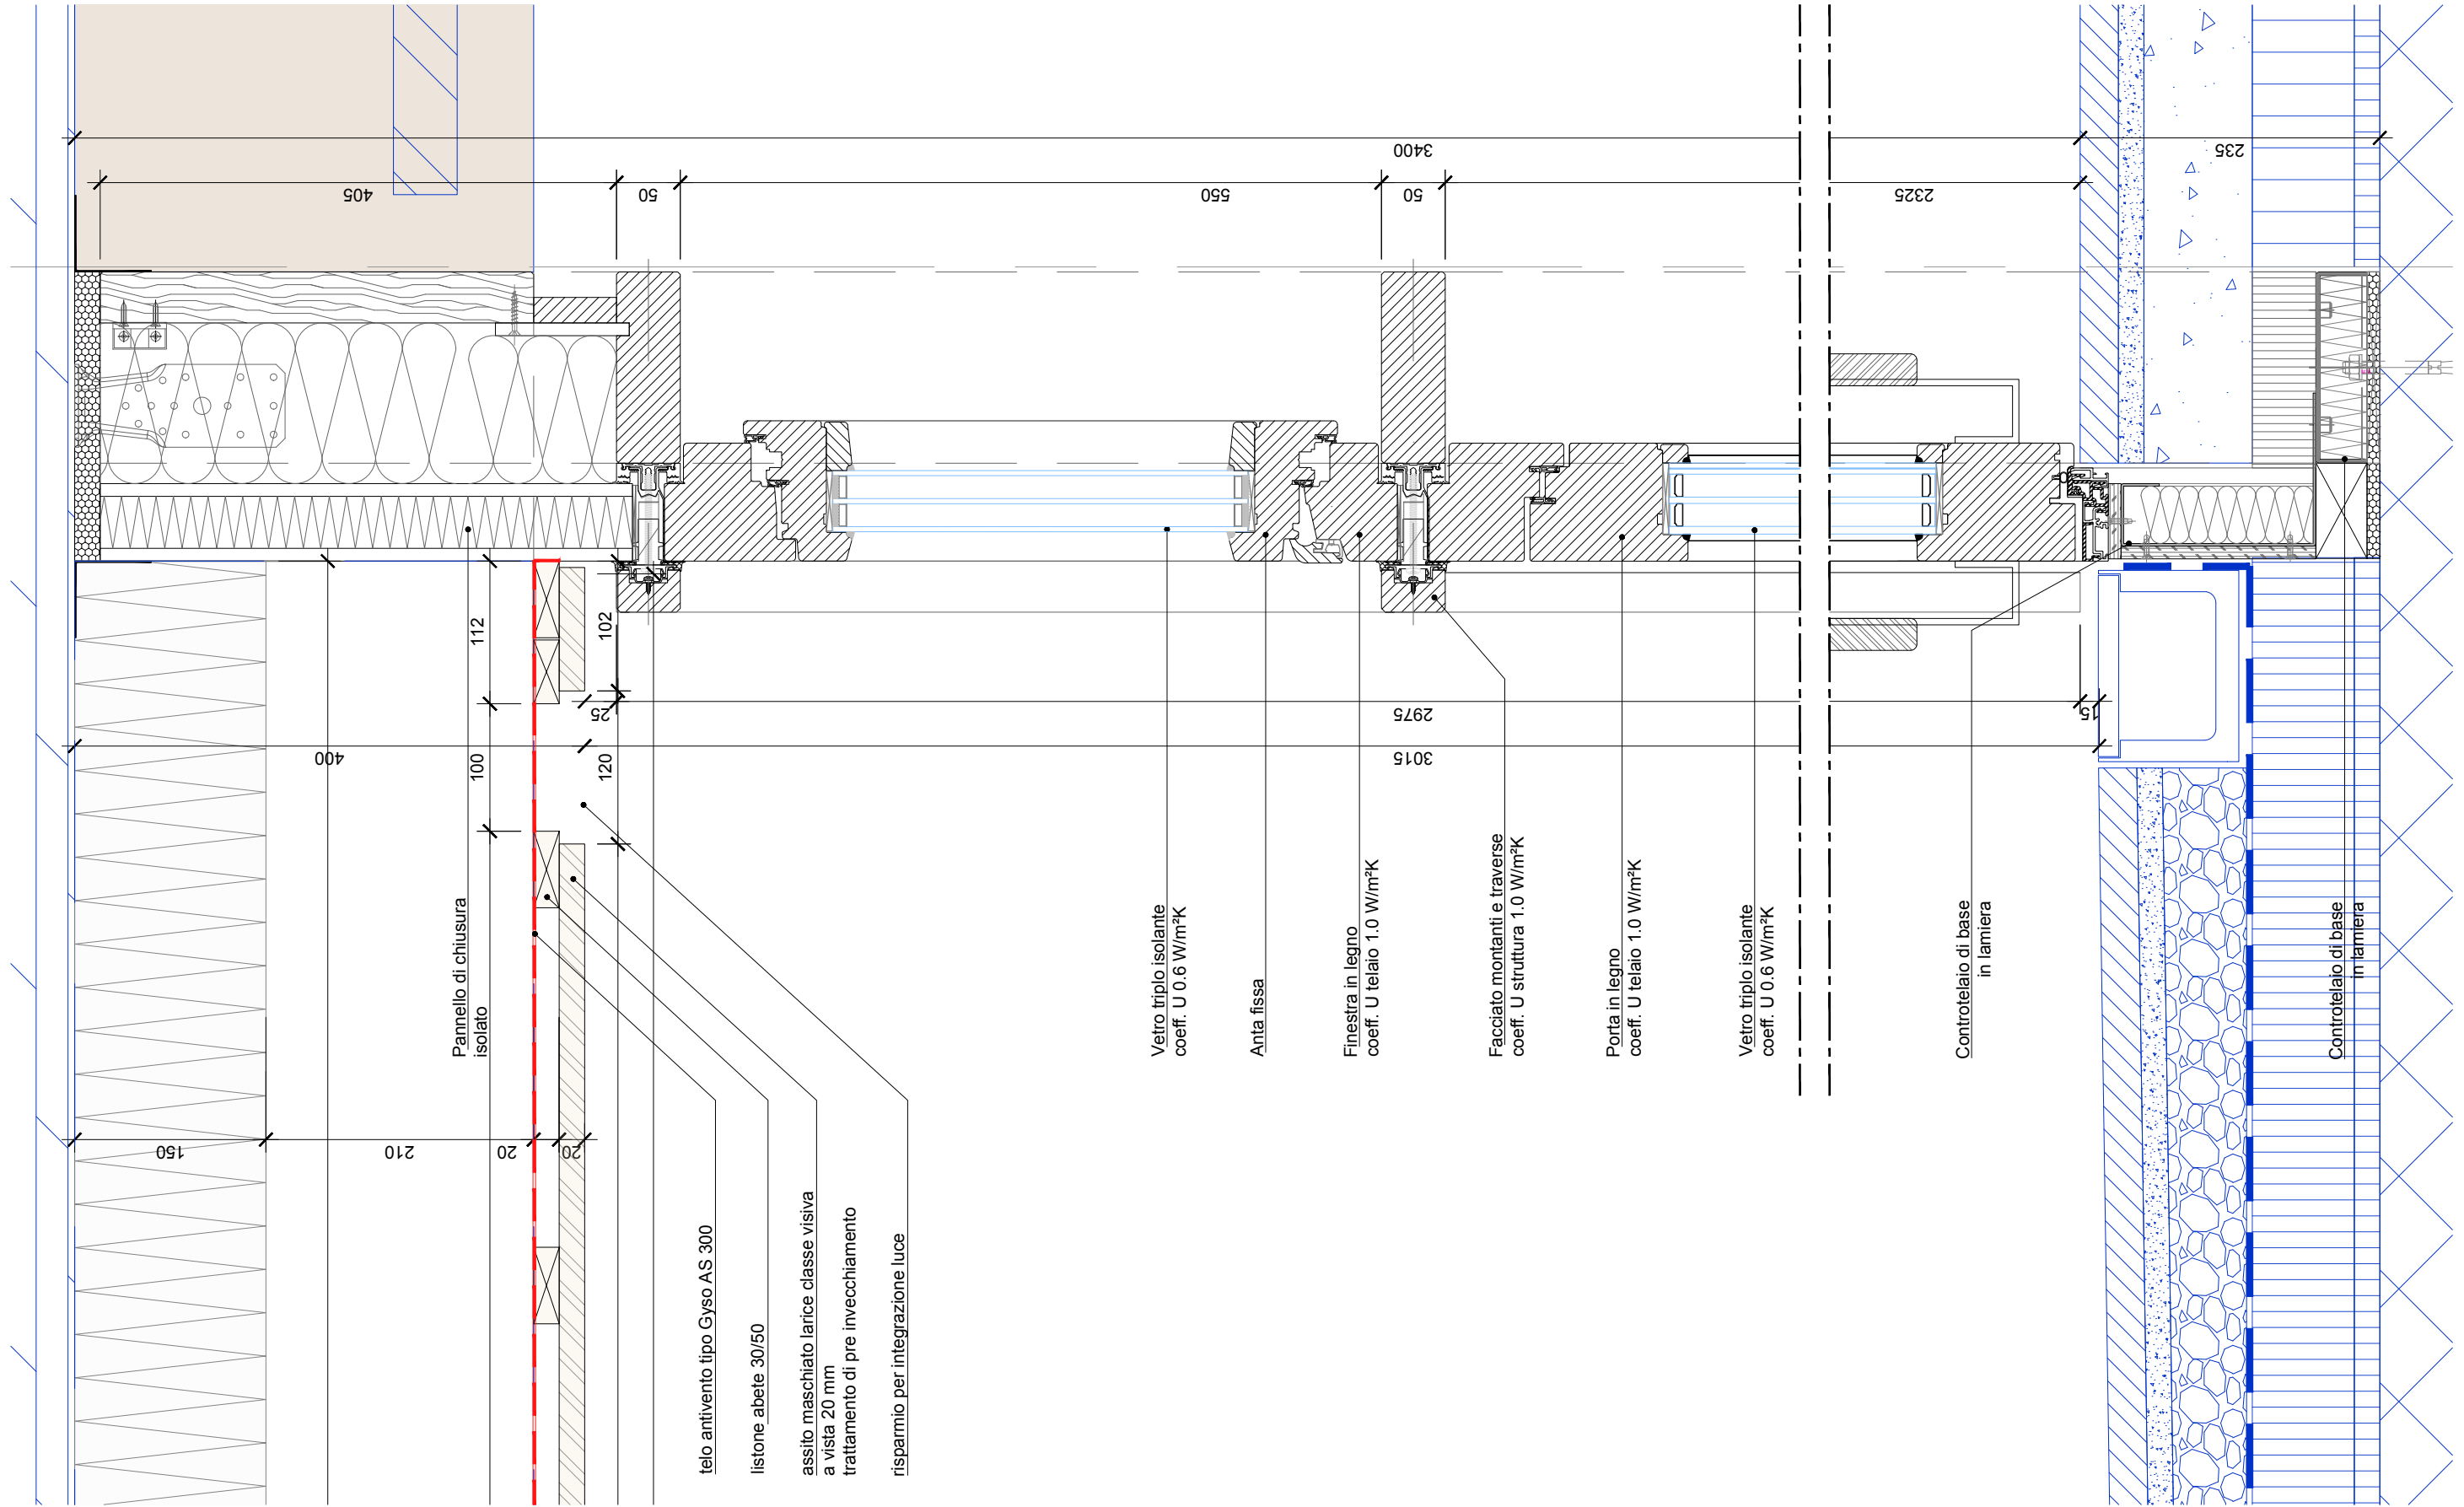 3400
235
405
50
550
50
2325
112
102
25
2975
15
400
100
120
3015
Pannello di chiusura
isolato
Vetro triplo isolante
coeff. U 0.6 W/m²K
Anta fissa
Finestra in legno
coeff. U telaio 1.0 W/m²K
Facciato montanti e traverse
coeff. U struttura 1.0 W/m²K
Porta in legno
coeff. U telaio 1.0 W/m²K
Vetro triplo isolante
coeff. U 0.6 W/m²K
Controtelaio di base
in lamiera
Controtelaio di base
in lamiera
150
210
20
20
telo antivento tipo Gyso AS 300
listone abete 30/50
assito maschiato larice classe visiva
a vista 20 mm
trattamento di pre invecchiamento
risparmio per integrazione luce